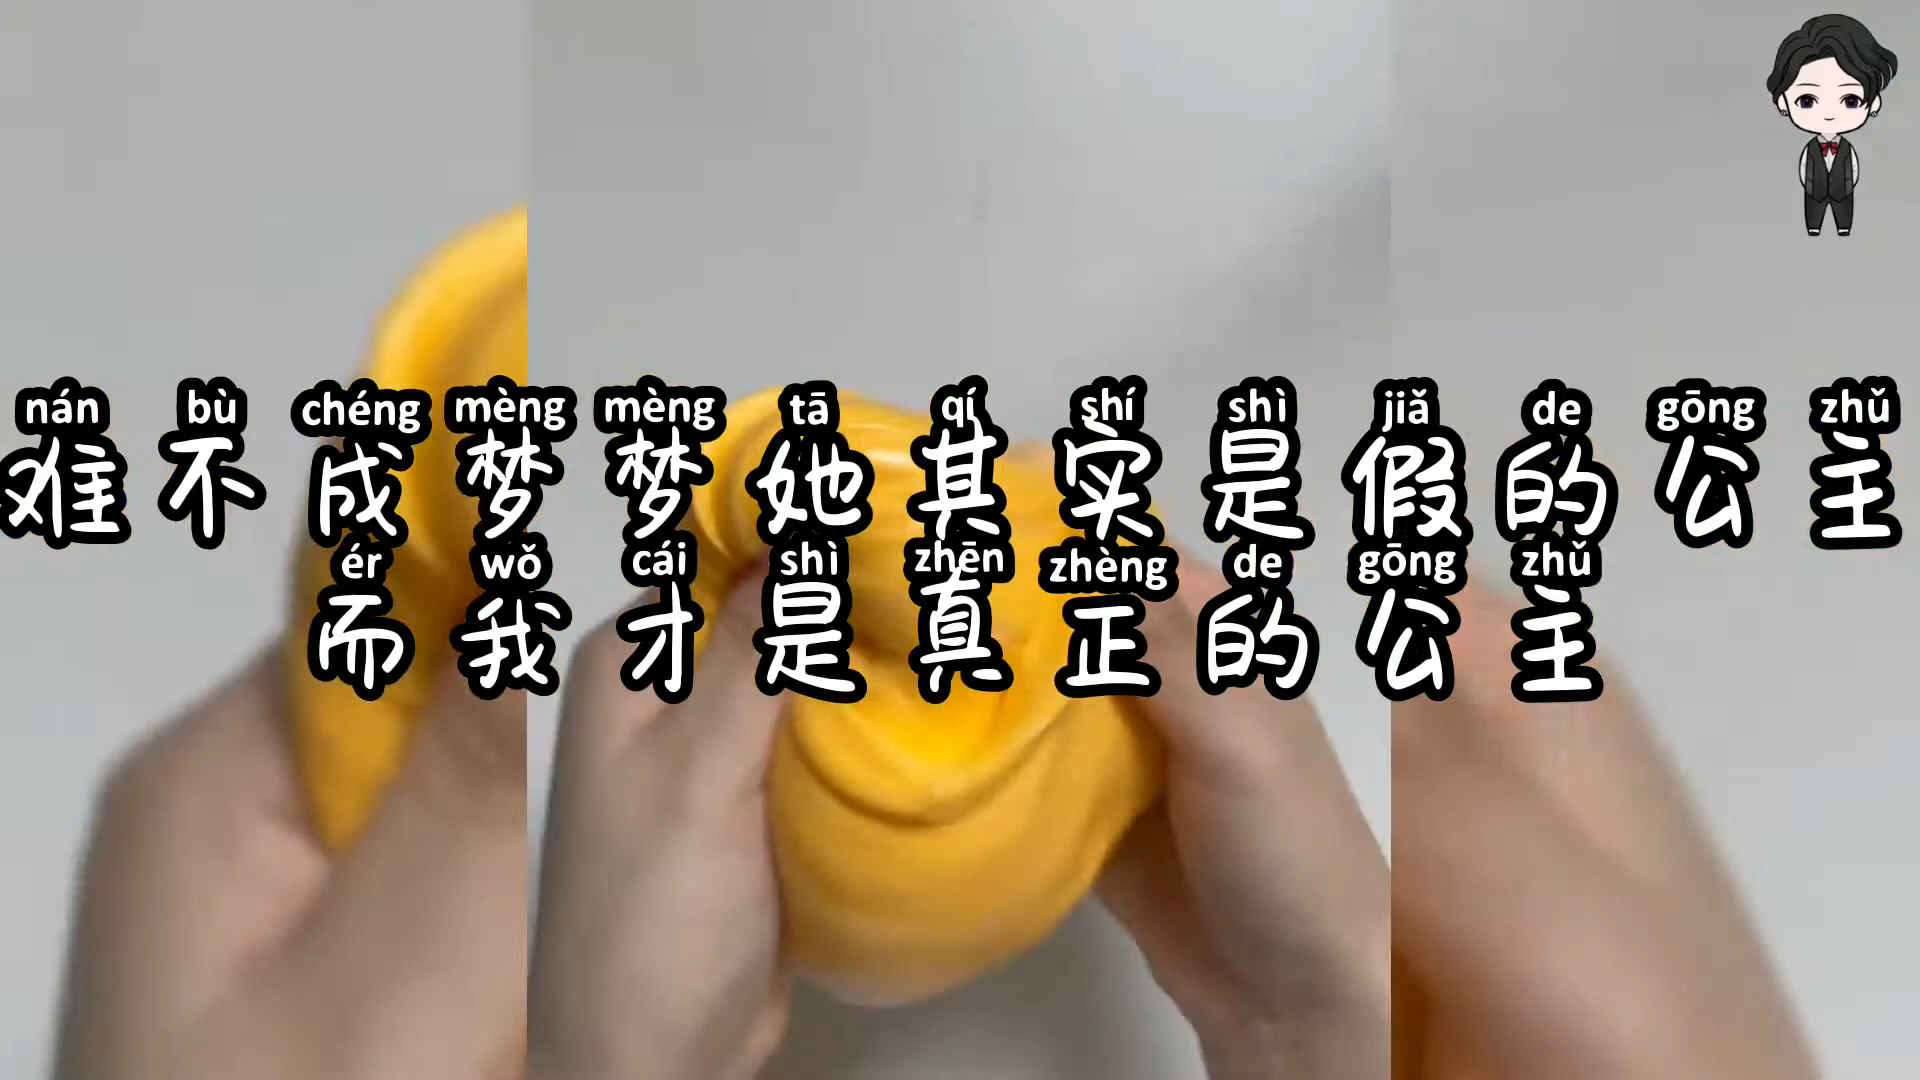 nán bù chéng mèng mèng tā qí shí shì jiǎ de gōng zhǔ
难不成梦梦她其实是假的公主
ér wǒ cái shì zhēn zhèng de gōng zhǔ
而我才是真正的公主